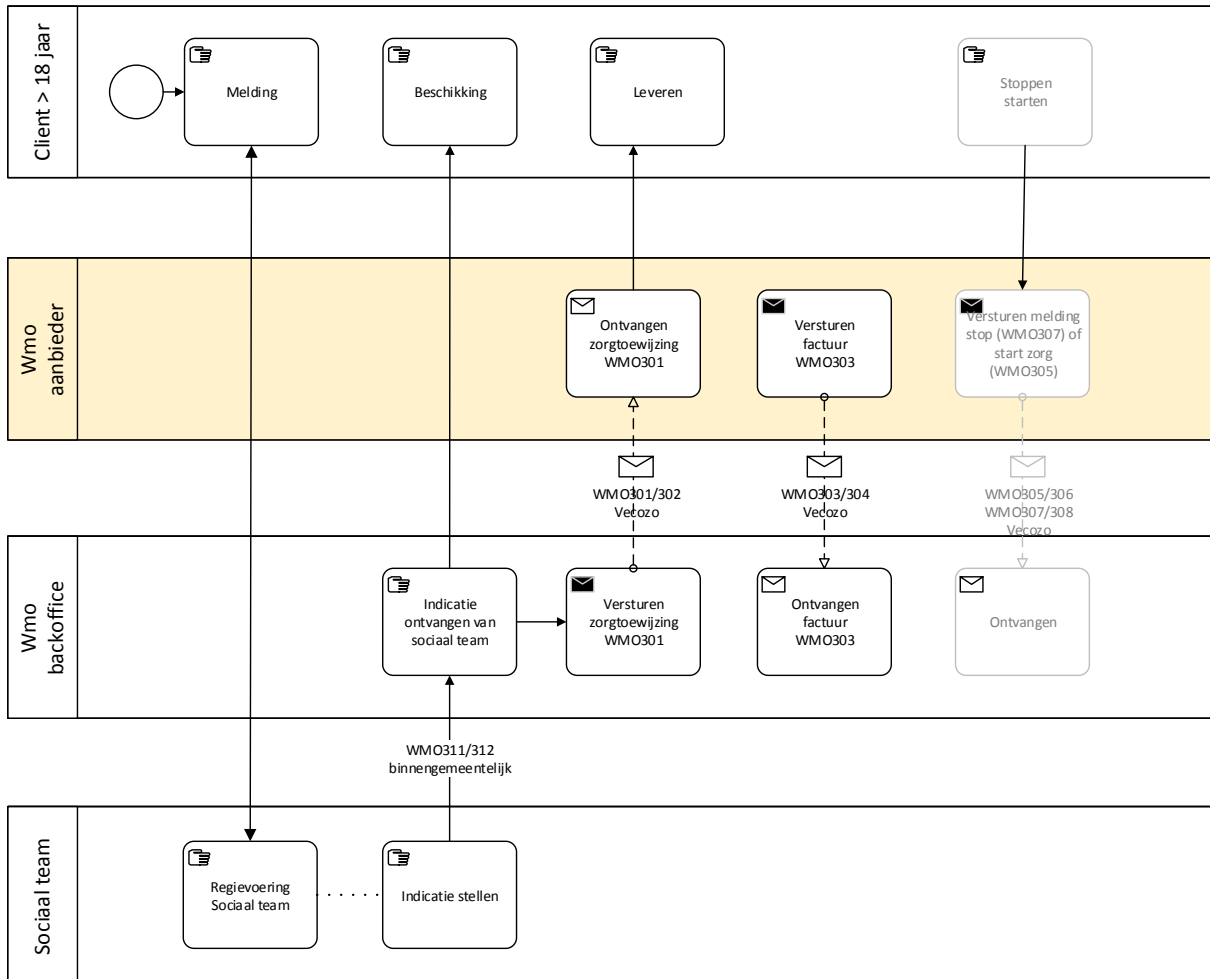 Client > 18 jaar
Melding
Beschikking
Leveren
Stoppen
starten
Wmo
aanbieder
Ontvangen
zorgtoewijzing
WMO301
Versturen
factuur
WMO303
Versturen melding
stop (WMO307) of
start zorg
(WMO305)
WMO301/302
Vecozo
WMO303/304
Vecozo
WMO305/306
WMO307/308
Vecozo
Wmo
backoffice
Indicatie
ontvangen van
sociaal team
Versturen
zorgtoewijzing
WMO301
Ontvangen
factuur
WMO303
Ontvangen
WMO311/312
binnengemeentelijk
Sociaal team
Regievoering
Sociaal team
Indicatie stellen